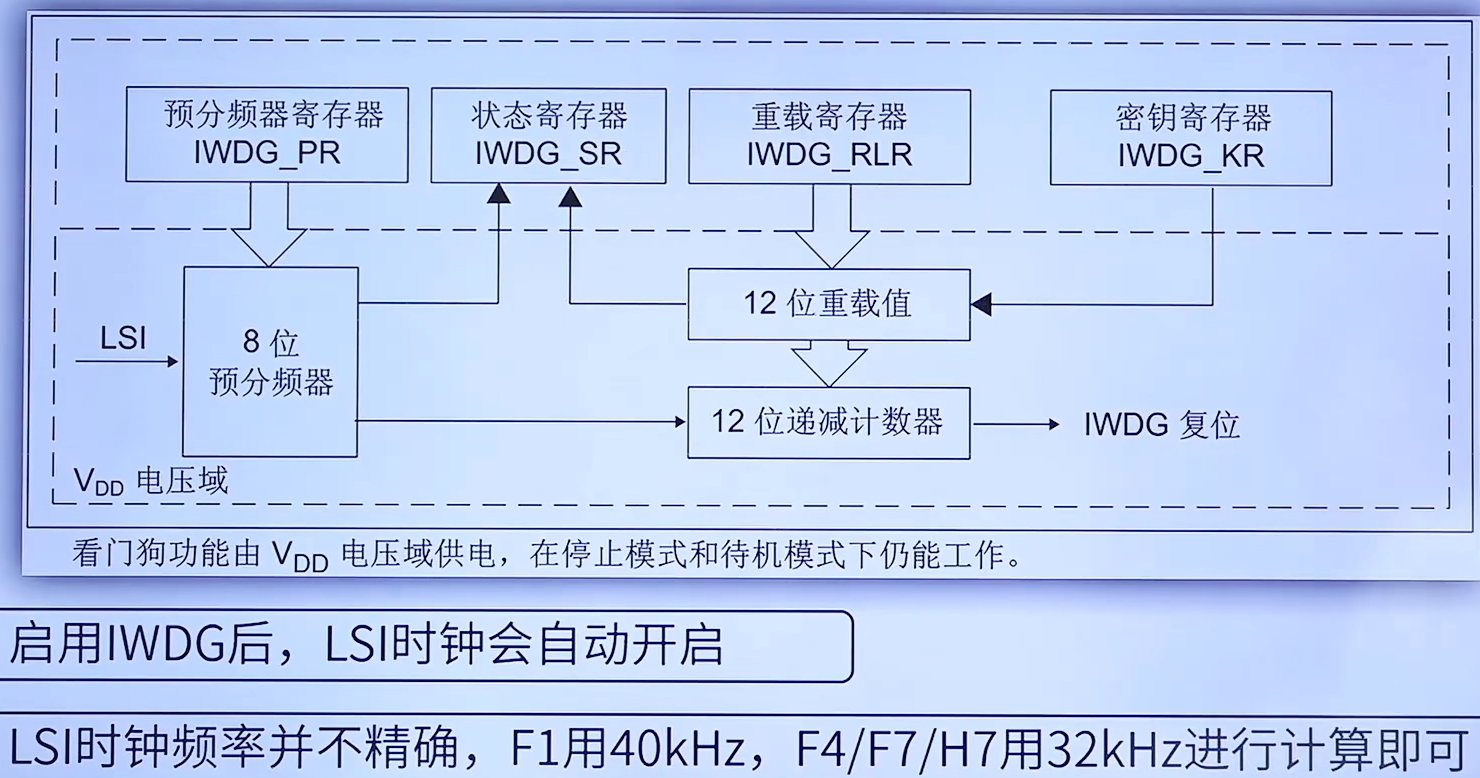 预分频器寄存器
IWDG_PR
状态寄存器
IWDG_SR
重载寄存器
IWDG_RLR
密钥寄存器
IWDG_KR
LSI
8 位
预分频器
12 位重载值
12 位递减计数器
IWDG 复位
VDD 电压域
看门狗功能由 VDD 电压域供电，在停止模式和待机模式下仍能工作。
启用IWDG后，LSI时钟会自动开启
LSI时钟频率并不精确，F1用40kHz，F4/F7/H7用32kHz进行计算即可